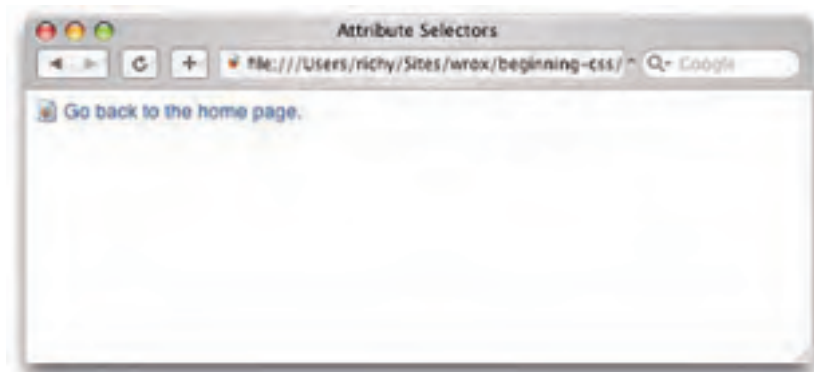 Attribute Selectors
file:///Users/richy/Sites/wrox/beginning-css/
Google
Go back to the home page.